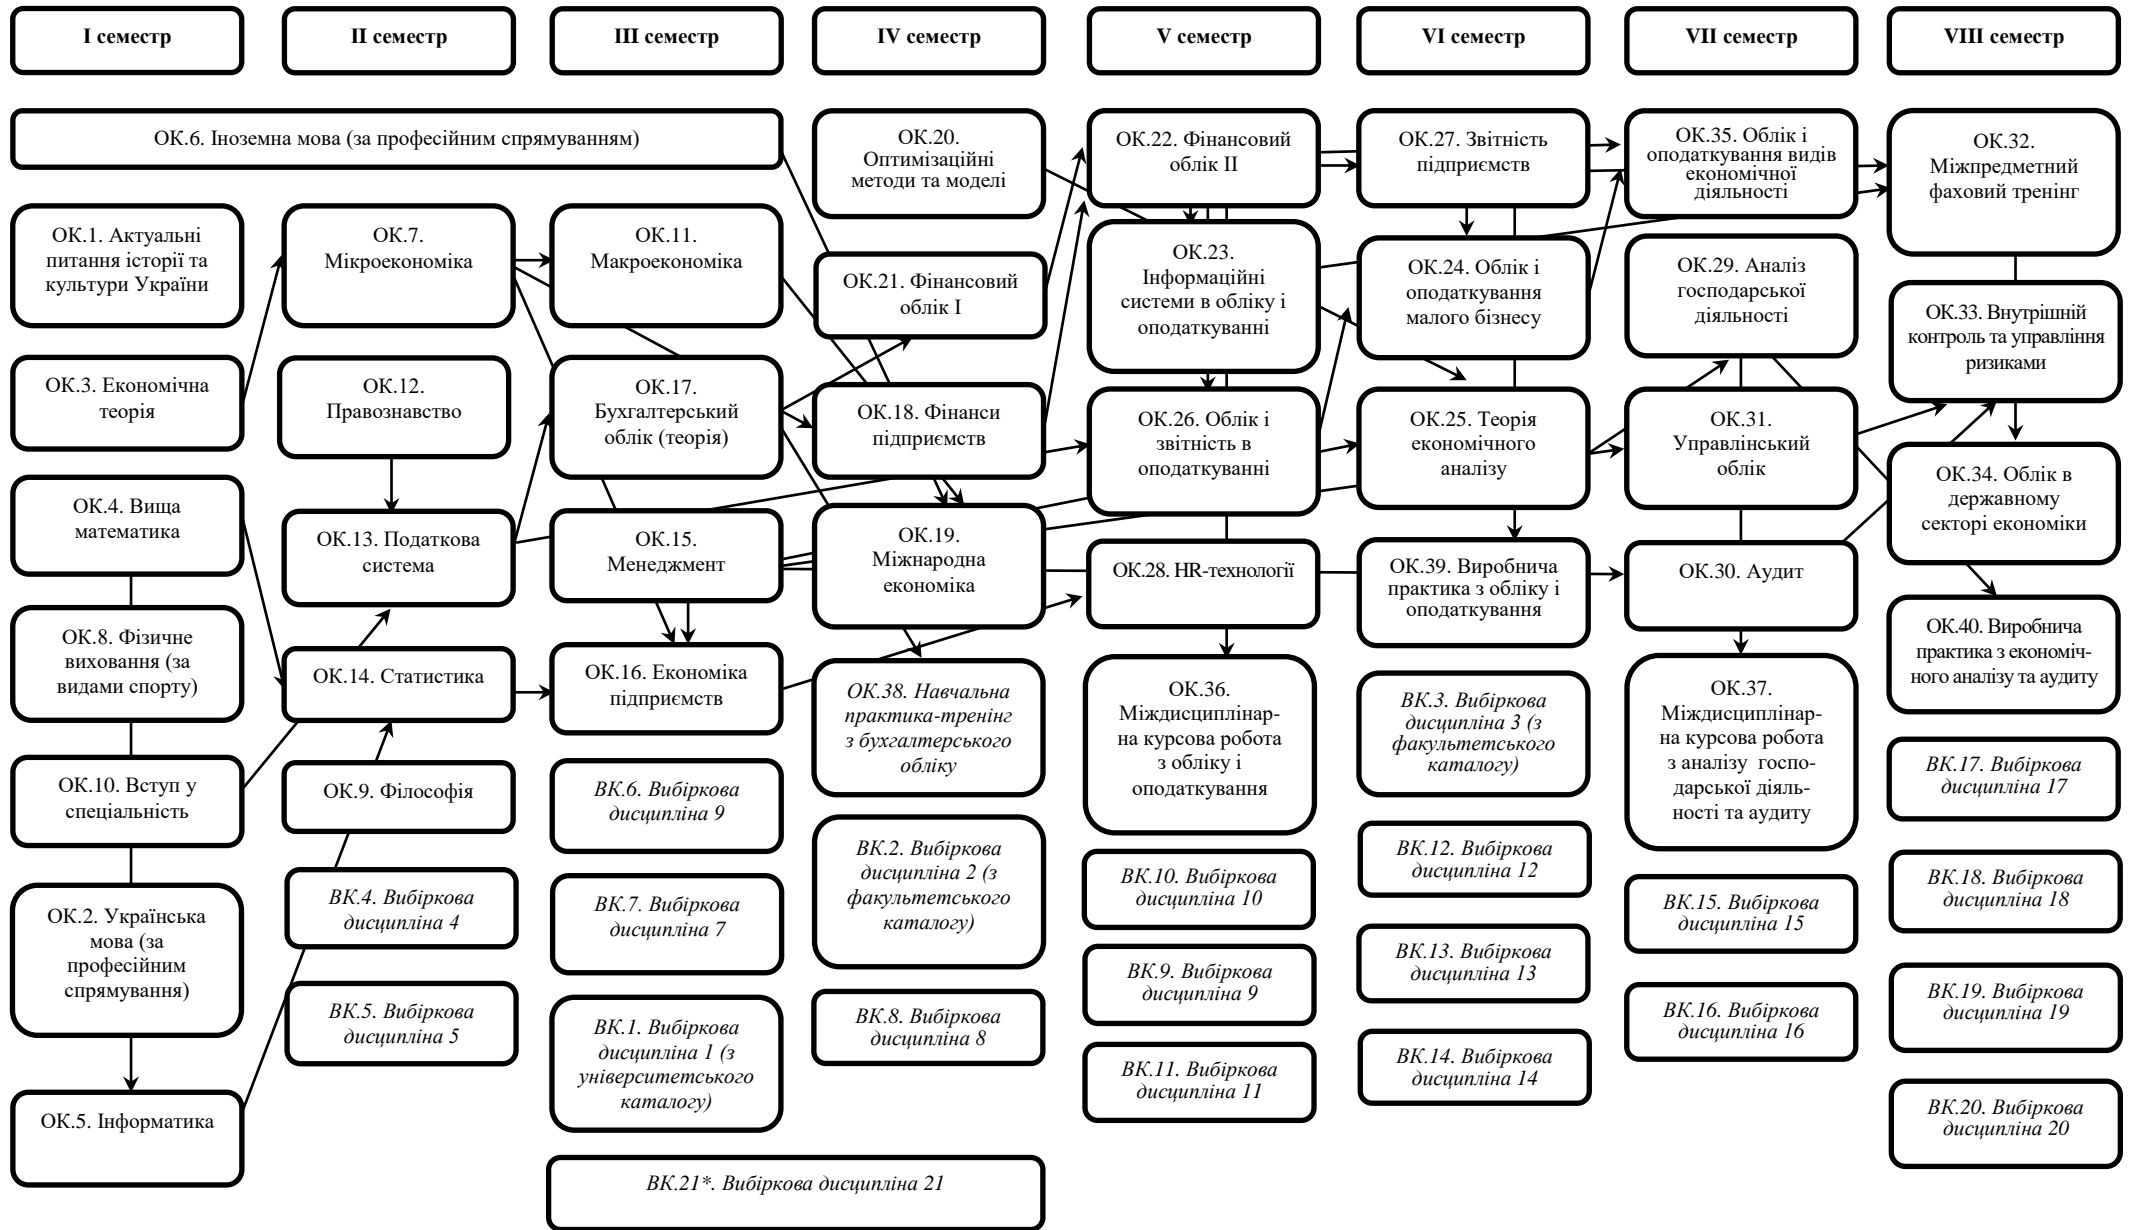 I семестр
II семестр
III семестр
IV семестр
V семестр
VI семестр
VII семестр
VIII семестр
ОК.6. Іноземна мова (за професійним спрямуванням)
ОК.1. Актуальні
питання історії та
культури України
ОК.3. Економічна
теорія
ОК.4. Вища
математика
ОК.8. Фізичне
виховання (за
видами спорту)
ОК.10. Вступ у
спеціальність
ОК.2. Українська
мова (за
професійним
спрямування)
ОК.5. Інформатика
ОК.7.
Мікроекономіка
ОК.12.
Правознавство
ОК.13. Податкова
система
ОК.14. Статистика
ОК.9. Філософія
ВК.4. Вибіркова
дисципліна 4
ВК.5. Вибіркова
дисципліна 5
ОК.11.
Макроекономіка
ОК.17.
Бухгалтерський
облік (теорія)
ОК.15.
Менеджмент
ОК.16. Економіка
підприємств
ВК.6. Вибіркова
дисципліна 9
ВК.7. Вибіркова
дисципліна 7
ВК.1. Вибіркова
дисципліна 1 (з
університетського
каталогу)
ВК.21*. Вибіркова дисципліна 21
ОК.20.
Оптимізаційні
методи та моделі
ОК.21. Фінансовий
облік I
ОК.18. Фінанси
підприємств
ОК.19.
Міжнародна
економіка
ОК.38. Навчальна
практика-тренінг
з бухгалтерського
обліку
ВК.2. Вибіркова
дисципліна 2 (з
факультетського
каталогу)
ВК.8. Вибіркова
дисципліна 8
ОК.22. Фінансовий
облік II
ОК.23.
Інформаційні
системи в обліку і
оподаткуванні
ОК.26. Облік і
звітність в
оподаткуванні
ОК.28. HR-технології
ОК.36.
Міждисциплінар-
на курсова робота
з обліку і
оподаткування
ВК.10. Вибіркова
дисципліна 10
ВК.9. Вибіркова
дисципліна 9
ВК.11. Вибіркова
дисципліна 11
ОК.27. Звітність
підприємств
ОК.24. Облік і
оподаткування
малого бізнесу
ОК.25. Теорія
економічного
аналізу
ОК.39. Виробнича
практика з обліку і
оподаткування
ВК.3. Вибіркова
дисципліна 3 (з
факультетського
каталогу)
ВК.12. Вибіркова
дисципліна 12
ВК.13. Вибіркова
дисципліна 13
ВК.14. Вибіркова
дисципліна 14
ОК.35. Облік і
оподаткування видів
економічної
діяльності
ОК.29. Аналіз
господарської
діяльності
ОК.31.
Управлінський
облік
ОК.30. Аудит
ОК.37.
Міждисциплінар-
на курсова робота
з аналізу госпо-
дарської діяль-
ності та аудиту
ВК.15. Вибіркова
дисципліна 15
ВК.16. Вибіркова
дисципліна 16
ОК.32.
Міжпредметний
фаховий тренінг
ОК.33. Внутрішній
контроль та управління
ризиками
ОК.34. Облік в
державному
секторі економіки
ОК.40. Виробнича
практика з економіч-
ного аналізу та аудиту
ВК.17. Вибіркова
дисципліна 17
ВК.18. Вибіркова
дисципліна 18
ВК.19. Вибіркова
дисципліна 19
ВК.20. Вибіркова
дисципліна 20